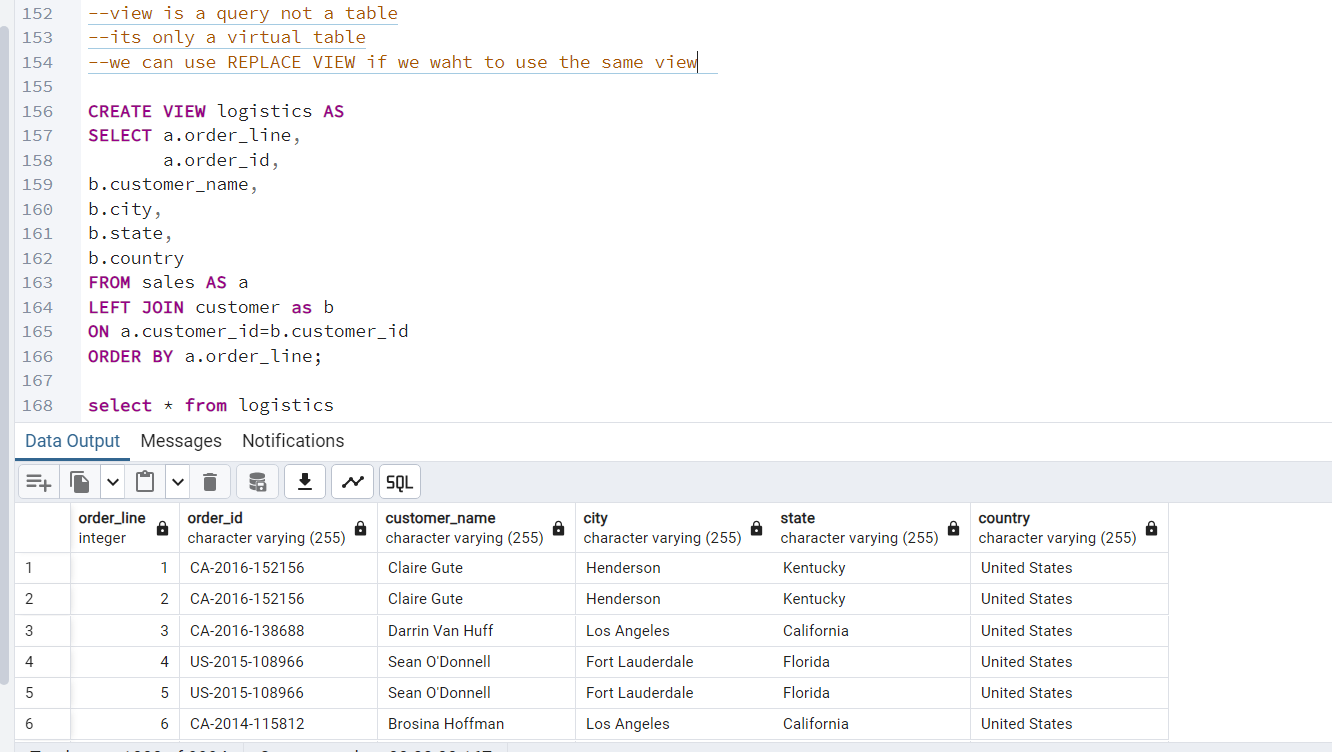 152 --view is a query not a table
153 --its only a virtual table
154 --we can use REPLACE VIEW if we waht to use the same view
155
156 CREATE VIEW logistics AS
157 SELECT a.order_line,
158 a.order_id,
159 b.customer_name,
160 b.city,
161 b.state,
162 b.country
163 FROM sales AS a
164 LEFT JOIN customer as b
165 ON a.customer_id=b.customer_id
166 ORDER BY a.order_line;
167
168 select * from logistics
Data Output Messages Notifications
SQL
order_line order_id customer_name city state country
integer character varying (255) character varying (255) character varying (255) character varying (255) character varying (255)
1 1 CA-2016-152156 Claire Gute Henderson Kentucky United States
2 2 CA-2016-152156 Claire Gute Henderson Kentucky United States
3 3 CA-2016-138688 Darrin Van Huff Los Angeles California United States
4 4 US-2015-108966 Sean O'Donnell Fort Lauderdale Florida United States
5 5 US-2015-108966 Sean O'Donnell Fort Lauderdale Florida United States
6 6 CA-2014-115812 Brosina Hoffman Los Angeles California United States